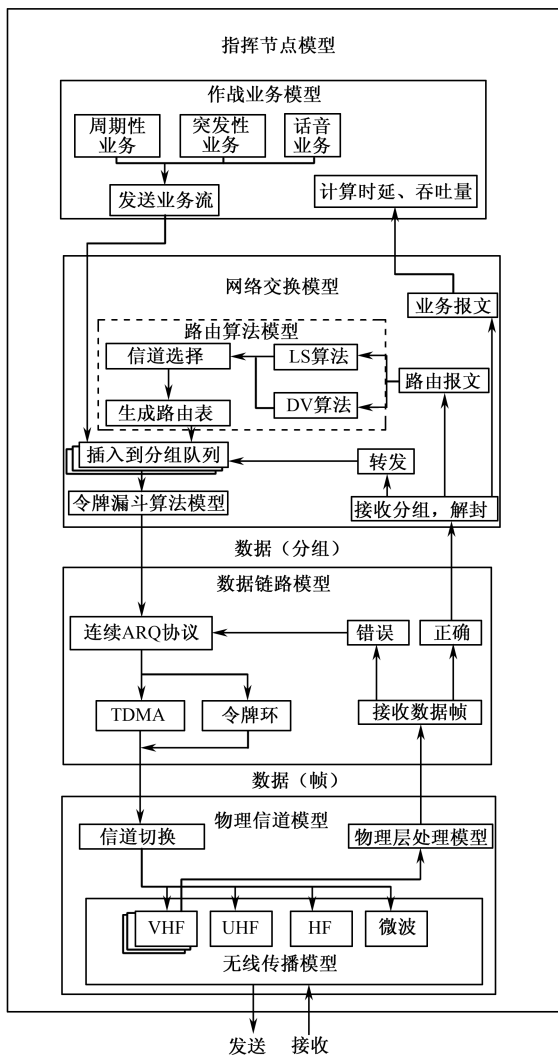 指挥节点模型
作战业务模型
周期性
业务
突发性
业务
话音
业务
发送业务流
计算时延、吞吐量
网络交换模型
业务报文
路由算法模型
信道选择
LS算法
路由报文
生成路由表
DV算法
插入到分组队列
转发
令牌漏斗算法模型
接收分组，解封
数据（分组）
数据链路模型
连续ARQ协议
错误
正确
TDMA
令牌环
接收数据帧
数据（帧）
物理信道模型
信道切换
物理层处理模型
VHF
UHF
HF
微波
无线传播模型
发送
接收